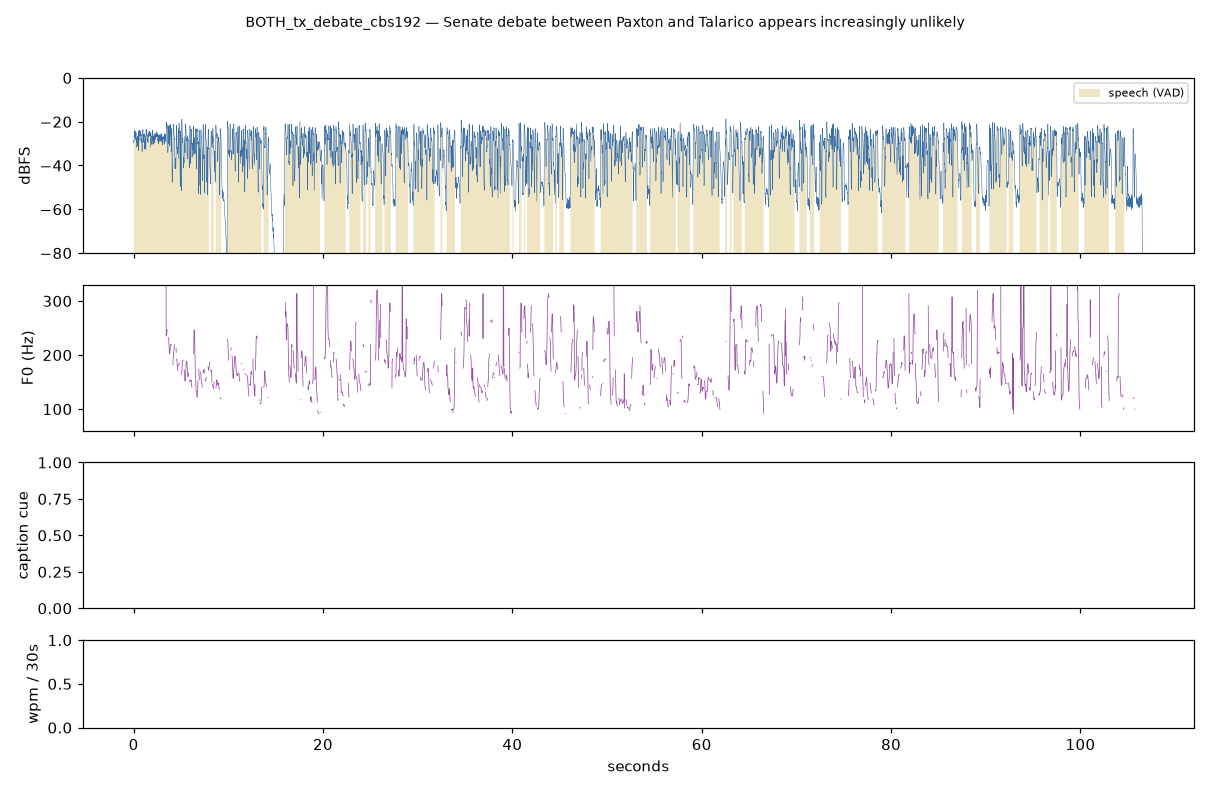 BOTH_tx_debate_cbs192 — Senate debate between Paxton and Talarico appears increasingly unlikely
0
−20
−40
−60
−80
dBFS
speech (VAD)
300
200
100
F0 (Hz)
1.00
0.75
0.50
0.25
0.00
caption cue
1.0
0.5
0.0
wpm / 30s
0 20 40 60 80 100
seconds